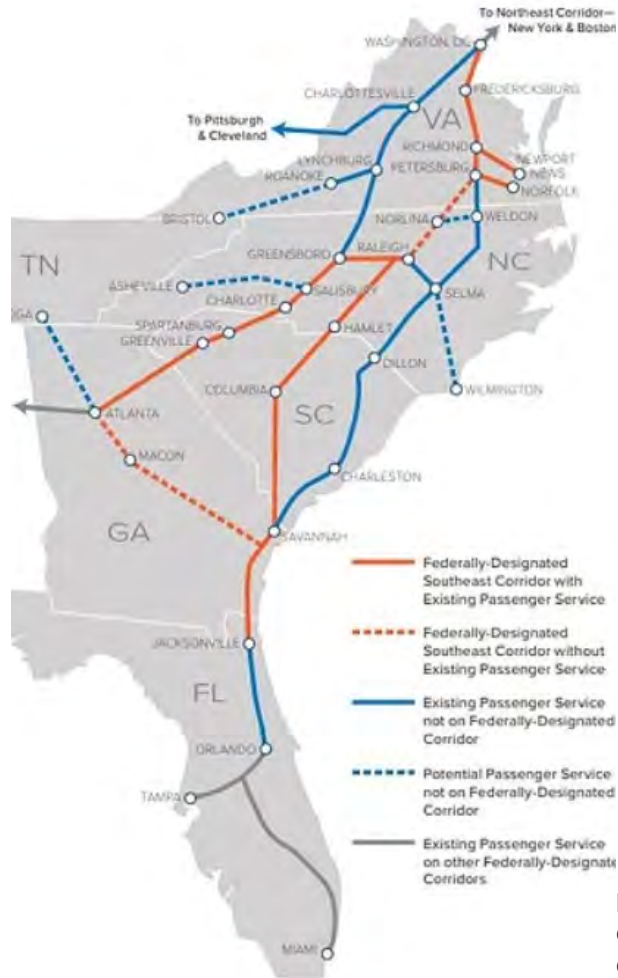 To Northeast Corridor—
New York & Boston
WASHINGTON, DC
FREDERICKSBURG
CHARLOTTESVILLE
To Pittsburgh
& Cleveland
VA
RICHMOND
LYNCHBURG
ROANOKE
PETERSBURG
NEWPORT
NEWS
NORFOLK
BRISTOL
NORLINA
WELDON
GREENSBORO
RALEIGH
TN
NC
ASHEVILLE
SALISBURY
SELMA
CHARLOTTE
OGA
SPARTANBURG
HAMLET
GREENVILLE
DILLON
COLUMBIA
WILMINGTON
SC
ATLANTA
MACON
CHARLESTON
GA
SAVANNAH
Federally-Designated
Southeast Corridor with
Existing Passenger Service
Federally-Designated
Southeast Corridor without
Existing Passenger Service
JACKSONVILLE
FL
Existing Passenger Service
not on Federally-Designated
Corridor
ORLANDO
Potential Passenger Service
not on Federally-Designated
Corridor
TAMPA
Existing Passenger Service
on other Federally-Designate
Corridors
MIAMI